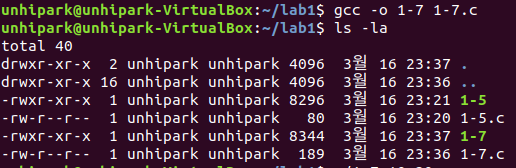 unhipark@unhipark-VirtualBox:~/lab1$ gcc -o 1-7 1-7.c
unhipark@unhipark-VirtualBox:~/lab1$ ls -la
total 40
drwxr-xr-x  2 unhipark unhipark 4096  3월 16 23:37 .
drwxr-xr-x 16 unhipark unhipark 4096  3월 16 23:36 ..
-rwxr-xr-x  1 unhipark unhipark 8296  3월 16 23:21 1-5
-rw-r--r--  1 unhipark unhipark   80  3월 16 23:20 1-5.c
-rwxr-xr-x  1 unhipark unhipark 8344  3월 16 23:37 1-7
-rw-r--r--  1 unhipark unhipark  189  3월 16 23:36 1-7.c